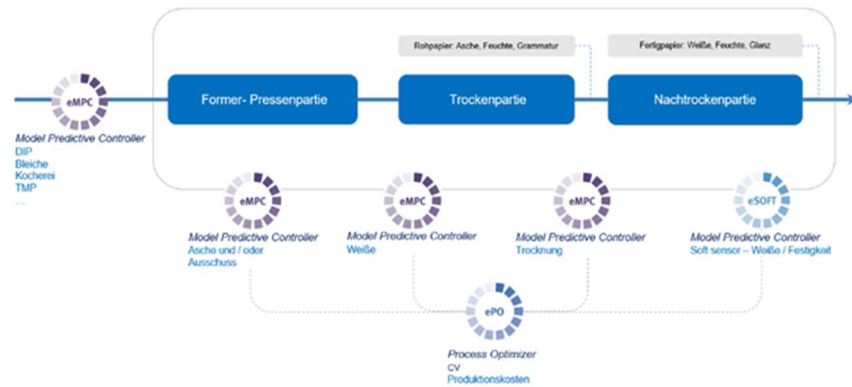 Rohpapier: Asche, Feuchte, Grammatur
Fertigpapier: Weiße, Feuchte, Glanz
eMPC
Former- Pressenpartie
Trockenpartie
Nachtrockenpartie
Model Predictive Controller
DIP
Bleiche
Kocherei
TMP
...
eMPC
Model Predictive Controller
Asche und / oder
Ausschuss
eMPC
Model Predictive Controller
Weiße
eMPC
Model Predictive Controller
Trocknung
eSOFT
Model Predictive Controller
Soft sensor – Weiße / Festigkeit
ePO
Process Optimizer
CV
Produktionskosten